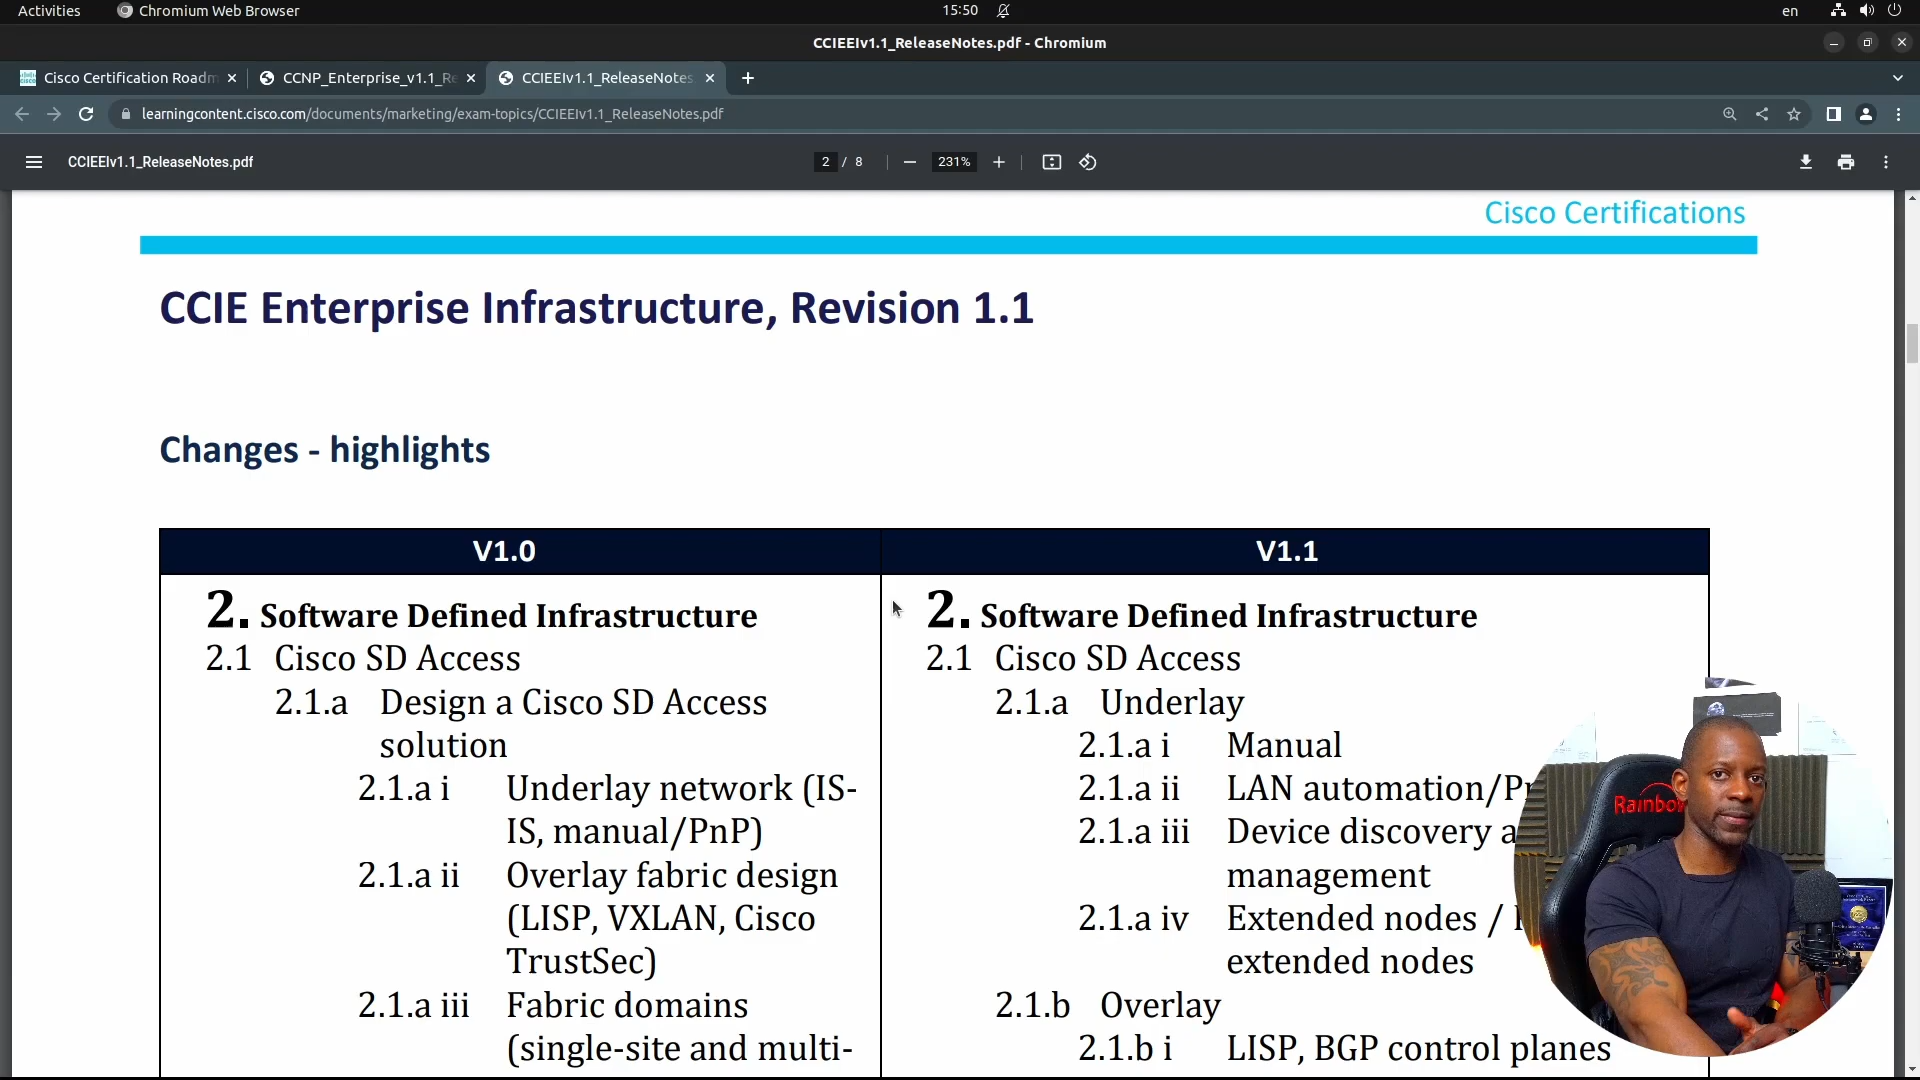 Activities
Chromium Web Browser
15:50
en
CCIEEIv1.1_ReleaseNotes.pdf - Chromium
Cisco Certification Roadm
CCNP_Enterprise_v1.1_Re
CCIEEIv1.1_ReleaseNotes
learningcontent.cisco.com/documents/marketing/exam-topics/CCIEEIv1.1_ReleaseNotes.pdf
CCIEEIv1.1_ReleaseNotes.pdf
2 / 8
231%
Cisco Certifications
CCIE Enterprise Infrastructure, Revision 1.1
Changes - highlights
V1.0
2. Software Defined Infrastructure
2.1 Cisco SD Access
2.1.a Design a Cisco SD Access
solution
2.1.a i Underlay network (IS-
IS, manual/PnP)
2.1.a ii Overlay fabric design
(LISP, VXLAN, Cisco
TrustSec)
2.1.a iii Fabric domains
(single-site and multi-
V1.1
2. Software Defined Infrastructure
2.1 Cisco SD Access
2.1.a Underlay
2.1.a i Manual
2.1.a ii LAN automation/
2.1.a iii Device discovery
management
2.1.a iv Extended nodes /
extended nodes
2.1.b Overlay
2.1.b i LISP, BGP control planes
Rainbow